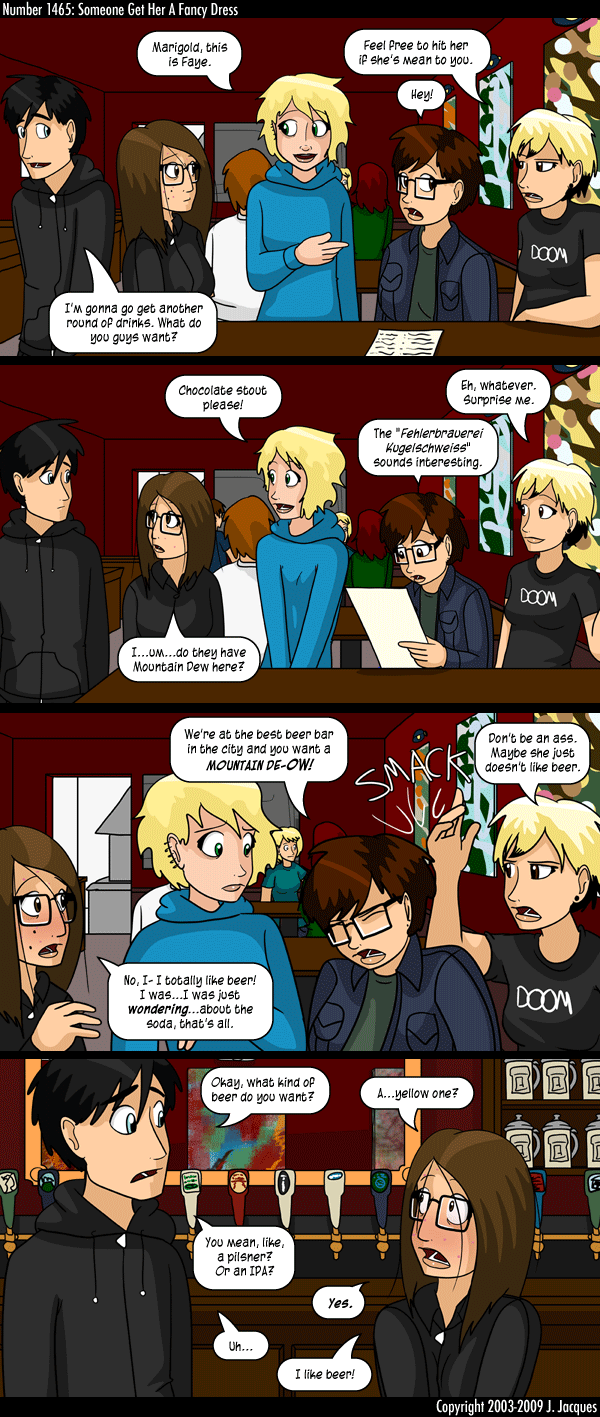 Number 1465: Someone Get Her A Fancy Dress
Marigold, this
is Faye.
Feel free to hit her
if she's mean to you.
Hey!
DOOM
I'm gonna go get another
round of drinks. What do
you guys want?
Chocolate stout
please!
Eh, whatever.
Surprise me.
The "Fehlerbrauerei
Kugelschweiss"
sounds interesting.
DOOM
I...um...do they have
Mountain Dew here?
We're at the best beer bar
in the city and you want a
MOUNTAIN DE-OW!
SMACK
Don't be an ass.
Maybe she just
doesn't like beer.
DOOM
No, I- I totally like beer!
I was...I was just
wondering...about the
soda, that's all.
Okay, what kind of
beer do you want?
A...yellow one?
You mean, like,
a pilsner?
Or an IPA?
Yes.
Uh...
I like beer!
Copyright 2003-2009 J. Jacques